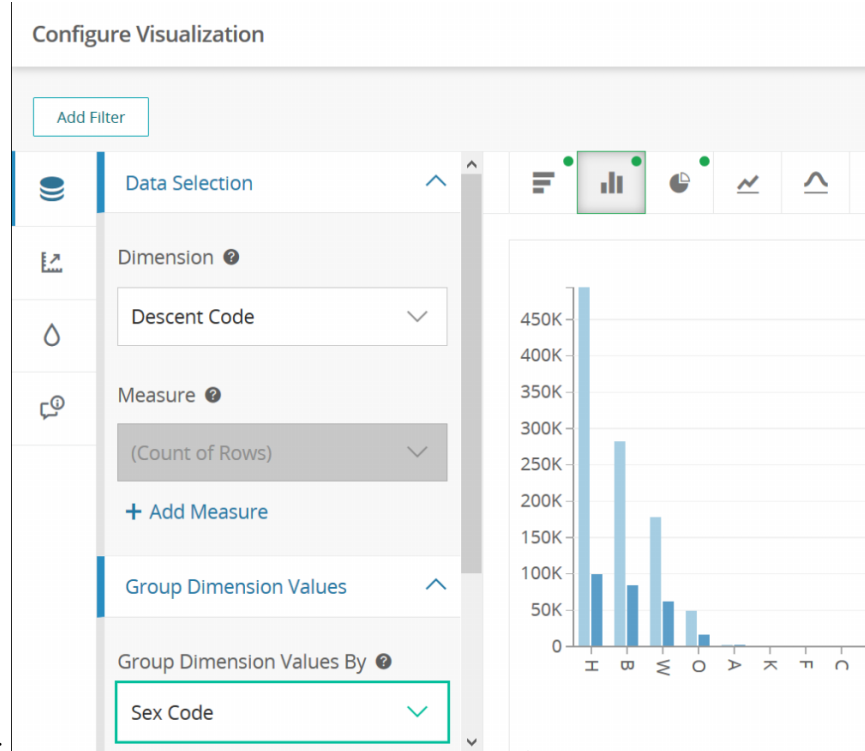 Configure Visualization
Add Filter
Data Selection
Dimension
Descent Code
Measure
(Count of Rows)
+ Add Measure
Group Dimension Values
Group Dimension Values By
Sex Code
450K
400K
350K
300K
250K
200K
150K
100K
50K
0
H
B
W
O
A
K
F
C